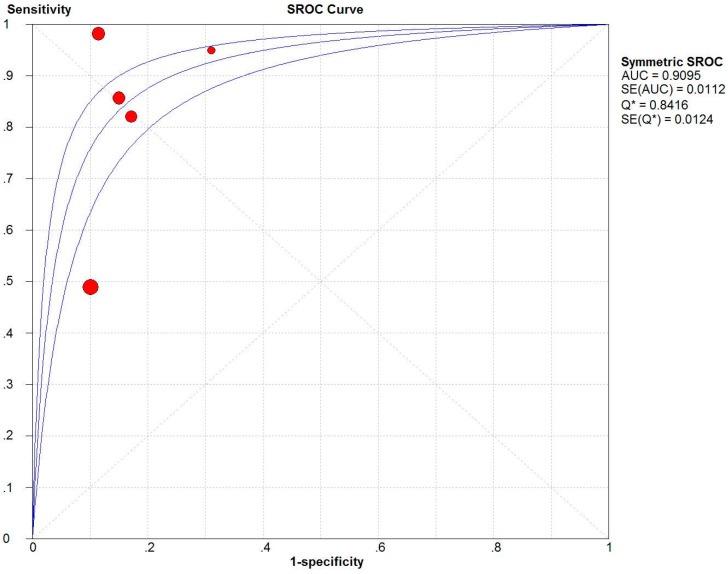 Sensitivity
SROC Curve
1
.9
.8
.7
.6
.5
.4
.3
.2
.1
0
0 .2 .4 .6 .8 1
1-specificity
Symmetric SROC
AUC = 0.9095
SE(AUC) = 0.0112
Q* = 0.8416
SE(Q*) = 0.0124